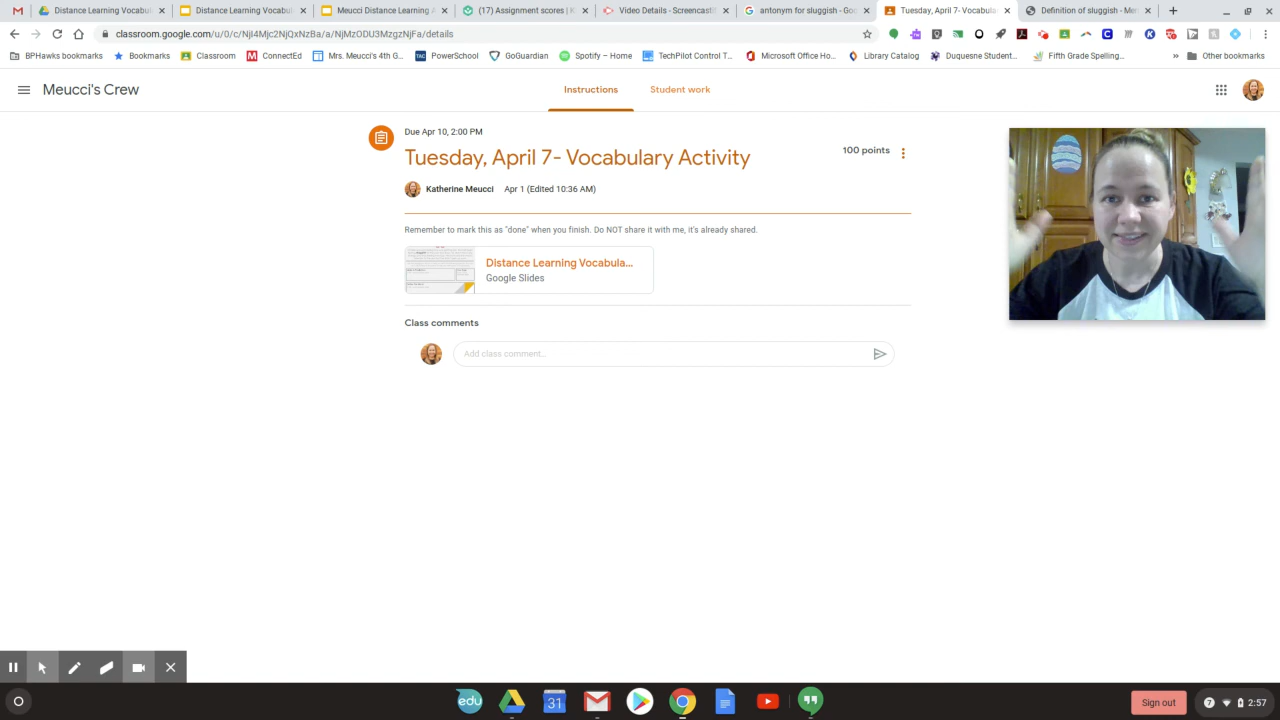 Distance Learning Vocabu
Distance Learning Vocabul
Meucci Distance Learning A
(17) Assignment scores | K
Video Details - Screencastif
antonym for sluggish - Goo
Tuesday, April 7- Vocabula
Definition of sluggish - Mer
classroom.google.com/u/0/c/NjI4Mjc2NjQxNzBa/a/NjMzODU3MzgzNjFa/details
BPHawks bookmarks
Bookmarks
Classroom
ConnectEd
Mrs. Meucci's 4th G...
PowerSchool
GoGuardian
Spotify – Home
TechPilot Control T...
Microsoft Office Ho...
Library Catalog
Duquesne Student...
Fifth Grade Spelling...
»
Other bookmarks
Meucci's Crew
Instructions
Student work
Due Apr 10, 2:00 PM
Tuesday, April 7- Vocabulary Activity
100 points
Katherine Meucci Apr 1 (Edited 10:36 AM)
Remember to mark this as "done" when you finish. Do NOT share it with me, it's already shared.
Distance Learning Vocabula...
Google Slides
Class comments
Add class comment...
edu
31
Sign out
7
2:57